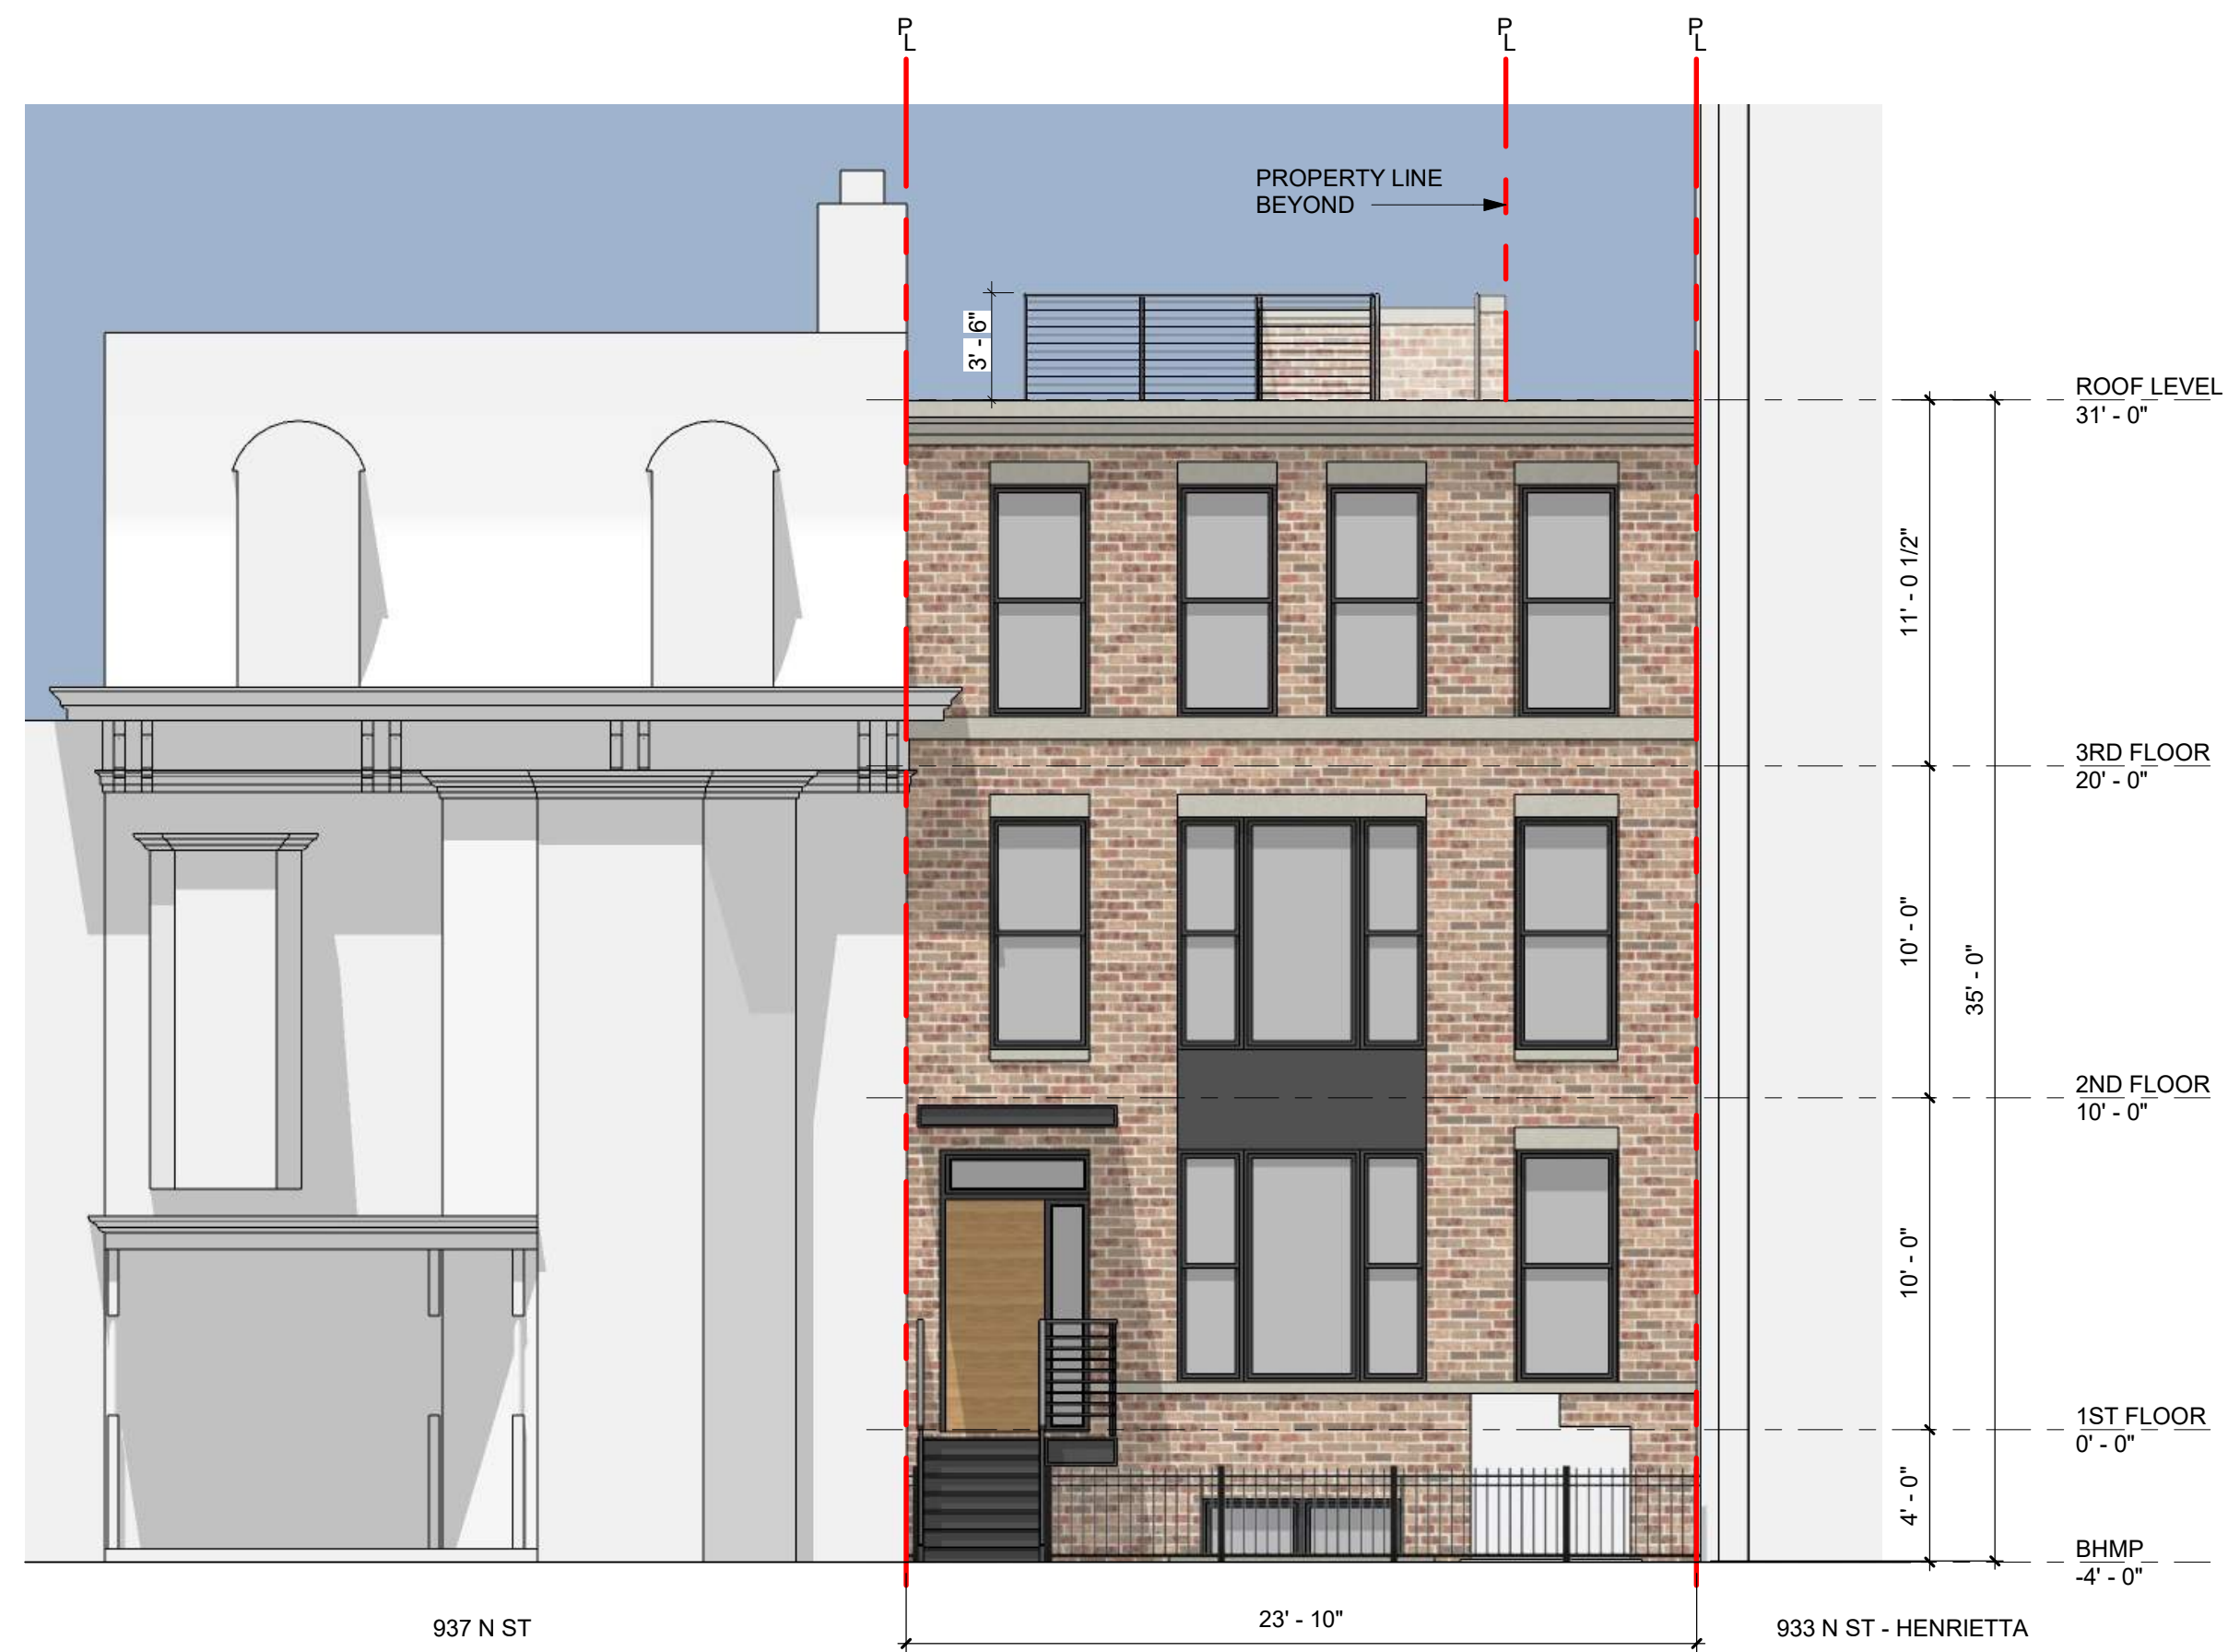 PL
PL
PL
PROPERTY LINE
BEYOND
3' - 6"
ROOF LEVEL
31' - 0"
11' - 0 1/2"
3RD FLOOR
20' - 0"
10' - 0"
35' - 0"
2ND FLOOR
10' - 0"
10' - 0"
1ST FLOOR
0' - 0"
4' - 0"
BHMP
-4' - 0"
937 N ST
23' - 10"
933 N ST - HENRIETTA